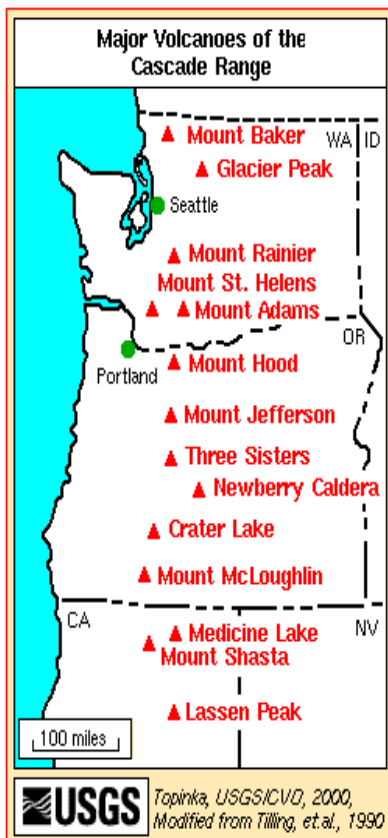 Major Volcanoes of the
Cascade Range
Mount Baker
WA
ID
Glacier Peak
Seattle
Mount Rainier
Mount St. Helens
Mount Adams
OR
Portland
Mount Hood
Mount Jefferson
Three Sisters
Newberry Caldera
Crater Lake
Mount McLoughlin
CA
Medicine Lake
NV
Mount Shasta
Lassen Peak
100 miles
USGS
Topinka, USGS/CVO, 2000,
Modified from Tilling, et.al., 1990